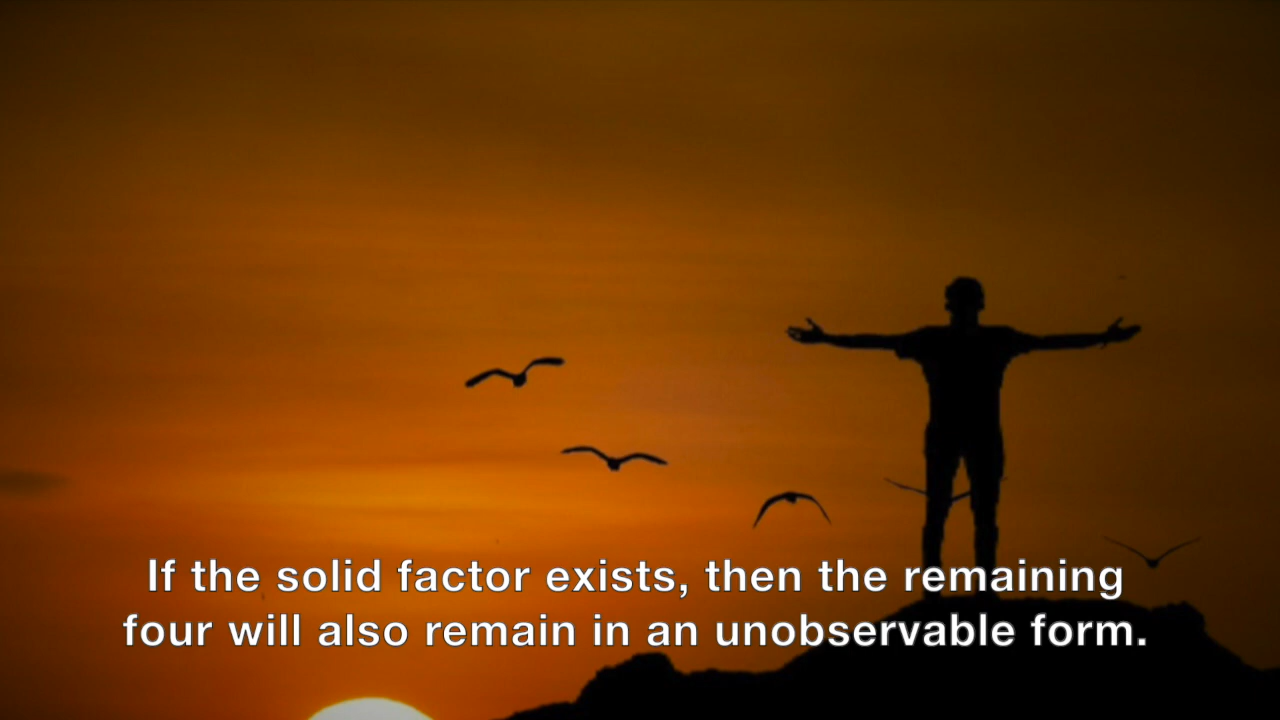 If the solid factor exists, then the remaining
four will also remain in an unobservable form.